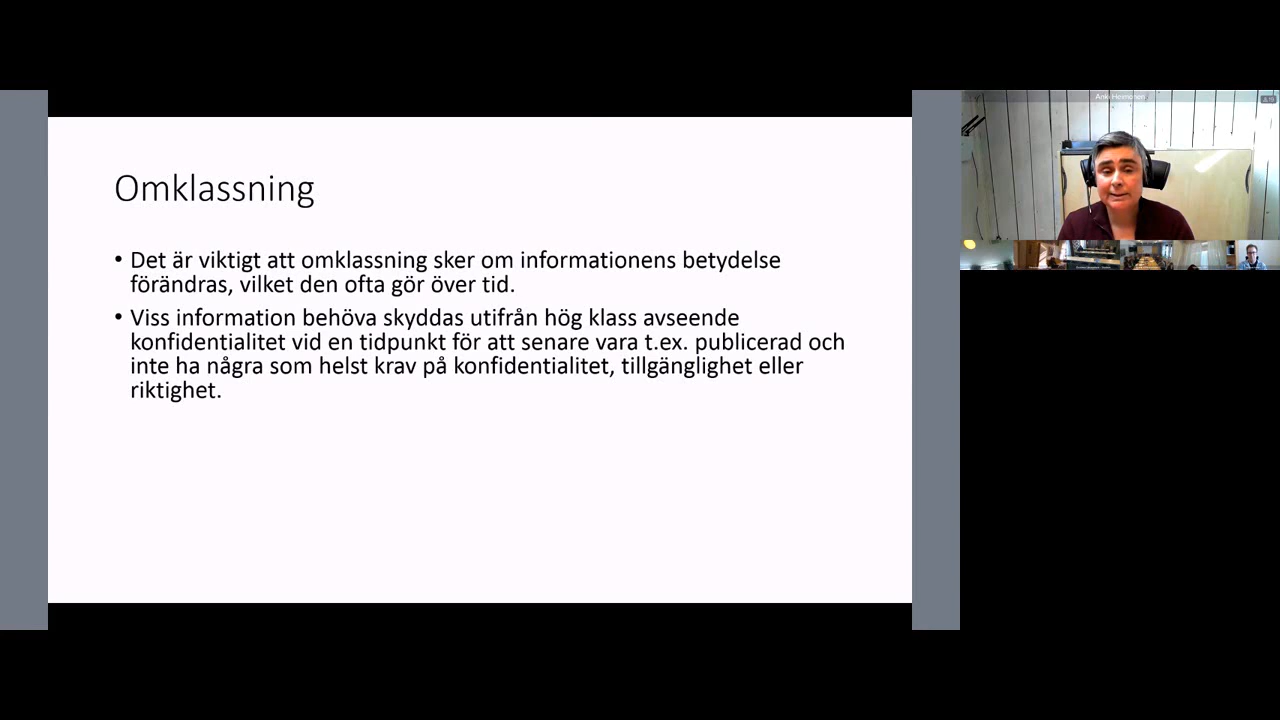 Omklassning
• Det är viktigt att omklassning sker om informationens betydelse
förändras, vilket den ofta gör över tid.
• Viss information behöva skyddas utifrån hög klass avseende
konfidentialitet vid en tidpunkt för att senare vara t.ex. publicerad och
inte ha några som helst krav på konfidentialitet, tillgänglighet eller
riktighet.